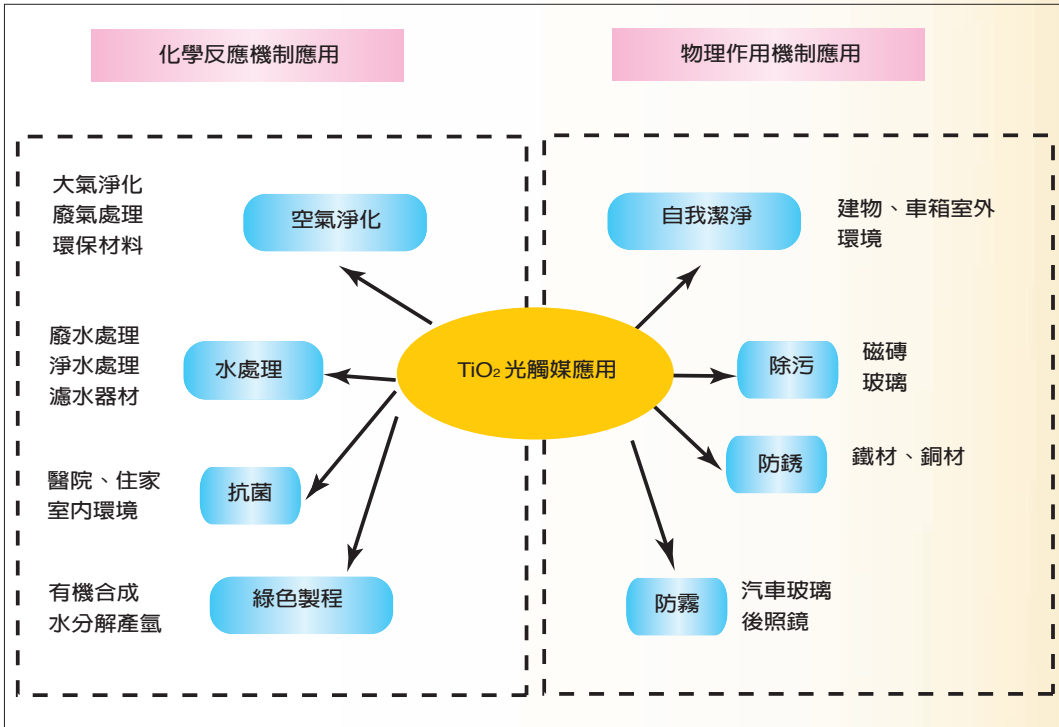 化學反應機制應用
物理作用機制應用
大氣淨化
廢氣處理
環保材料
空氣淨化
自我潔淨
建物、車箱室外
環境
廢水處理
淨水處理
濾水器材
水處理
TiO₂ 光觸媒應用
除污
磁磚
玻璃
防銹
鐵材、銅材
醫院、住家
室內環境
抗菌
有機合成
水分解產氫
綠色製程
防霧
汽車玻璃
後照鏡